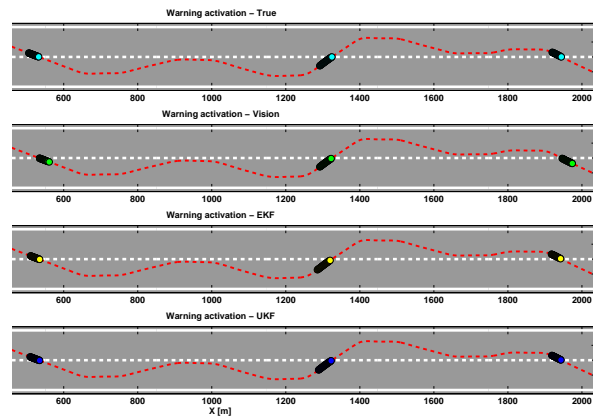 Warning activation – True
600 800 1000 1200 1400 1600 1800 2000
Warning activation – Vision
600 800 1000 1200 1400 1600 1800 2000
Warning activation – EKF
600 800 1000 1200 1400 1600 1800 2000
Warning activation – UKF
600 800 1000 1200 1400 1600 1800 2000
X [m]